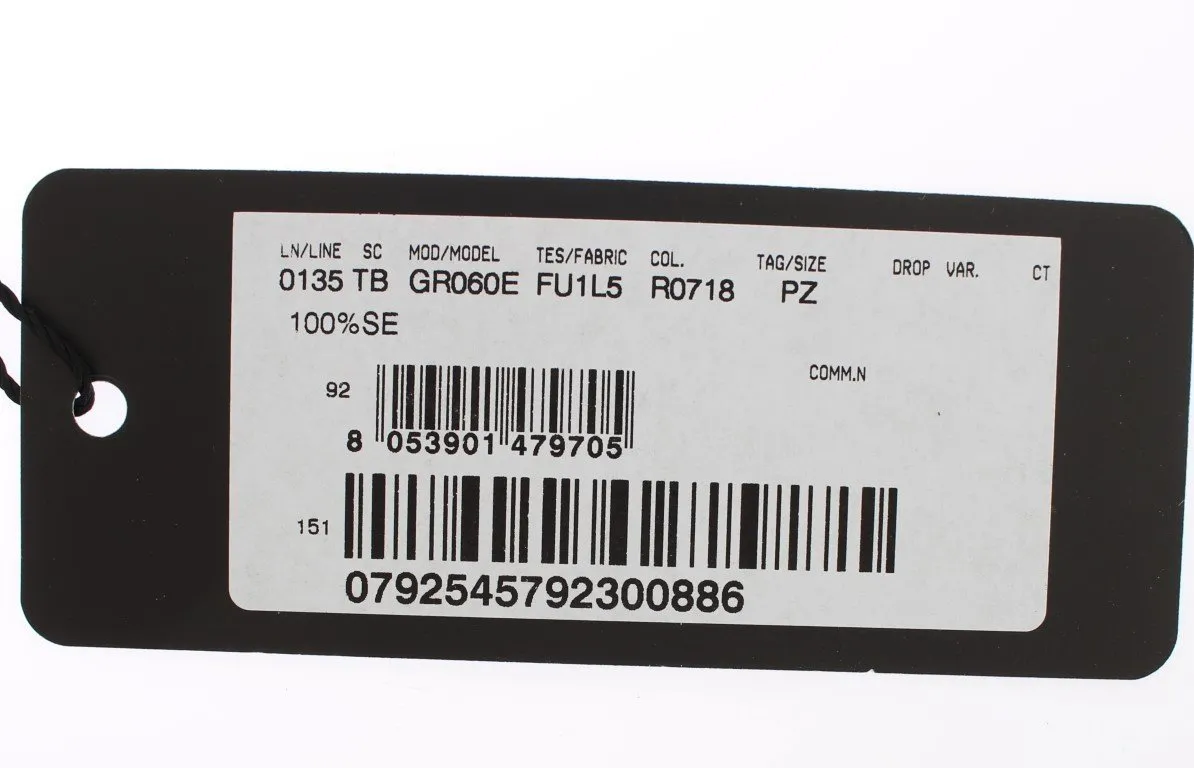 LN/LINE SC MOD/MODEL TES/FABRIC COL. TAG/SIZE DROP VAR. CT
0135 TB GR060E FU1L5 R0718 PZ
100%SE
COMM.N
92
8 053901 479705
151
0792545792300886